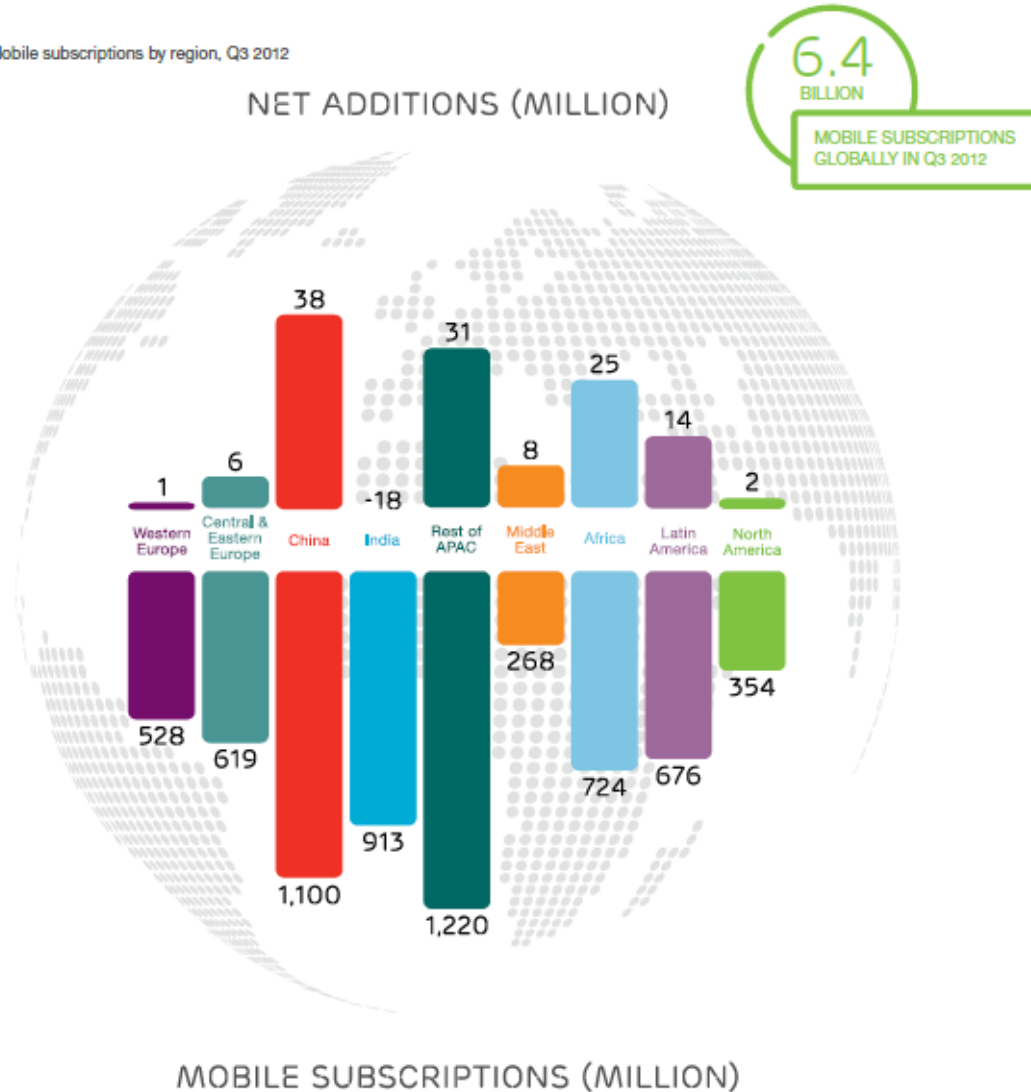 Mobile subscriptions by region, Q3 2012
6.4
BILLION
MOBILE SUBSCRIPTIONS
GLOBALLY IN Q3 2012
NET ADDITIONS (MILLION)
1
6
38
-18
31
8
25
14
2
Western
Europe
Central &
Eastern
Europe
China
India
Rest of
APAC
Middle
East
Africa
Latin
America
North
America
528
619
1,100
913
1,220
268
724
676
354
MOBILE SUBSCRIPTIONS (MILLION)